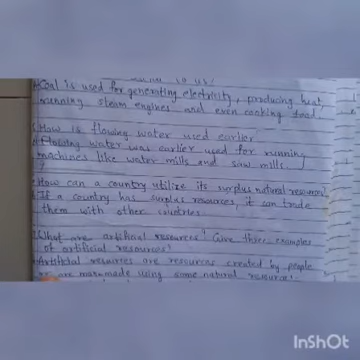 Coal is used for generating electricity, producing heat,
running steam engines and even cooking food.
How is flowing water used earlier
Flowing water was earlier used for running
machines like water mills and saw mills.
How can a country utilize its surplus natural resources
If a country has surplus resources, it can trade
them with other countries
What are artificial resources? Give three examples
of artificial resources?
Artificial resources are resources created by people
or are man-made using some natural resources
InShOt